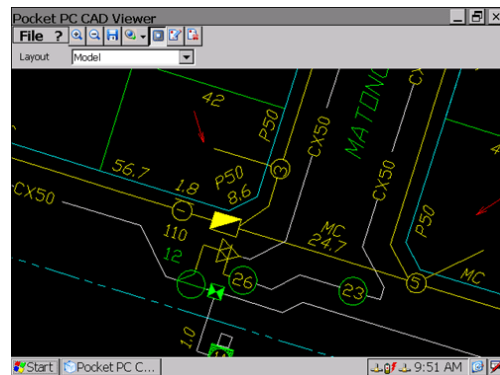 Pocket PC CAD Viewer
File ?
Layout Model
42
P50
CX50
MATONG
CX50
4
56,7
1.8
P50
8,6
3
P50
CX50
1
110
MC
24.7
12
26
23
5
MC
1.0
Start Pocket PC C... 9:51 AM